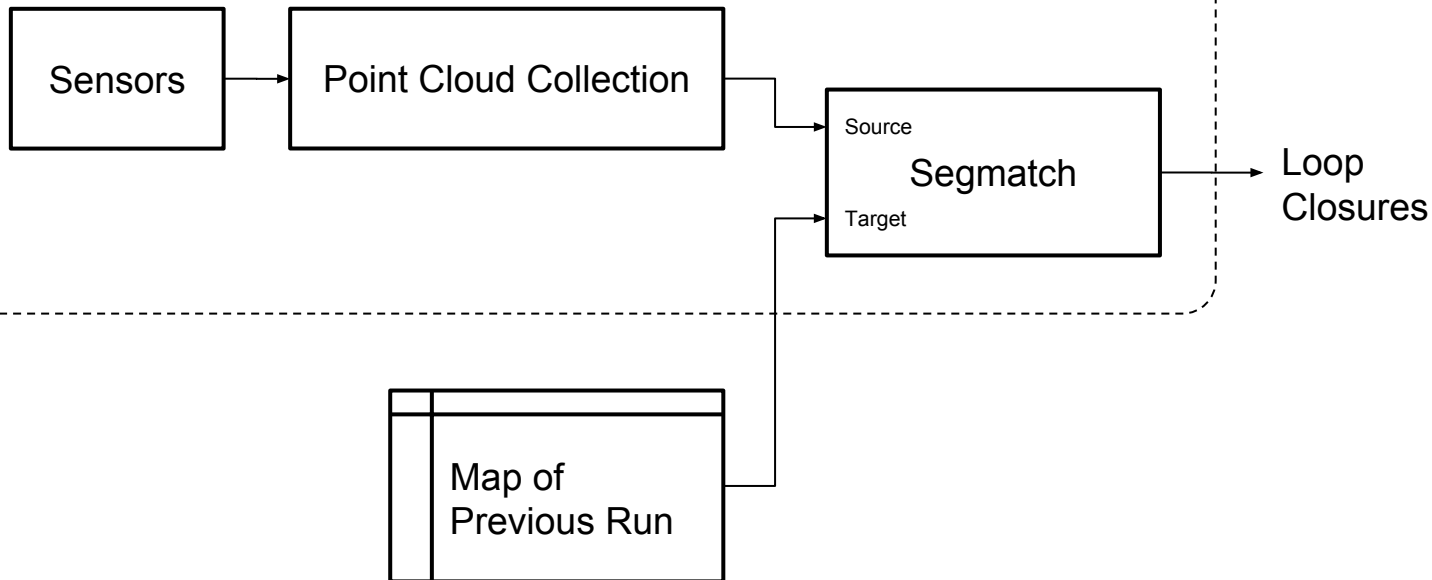 Sensors
Point Cloud Collection
Source
Segmatch
Target
Loop
Closures
Map of
Previous Run